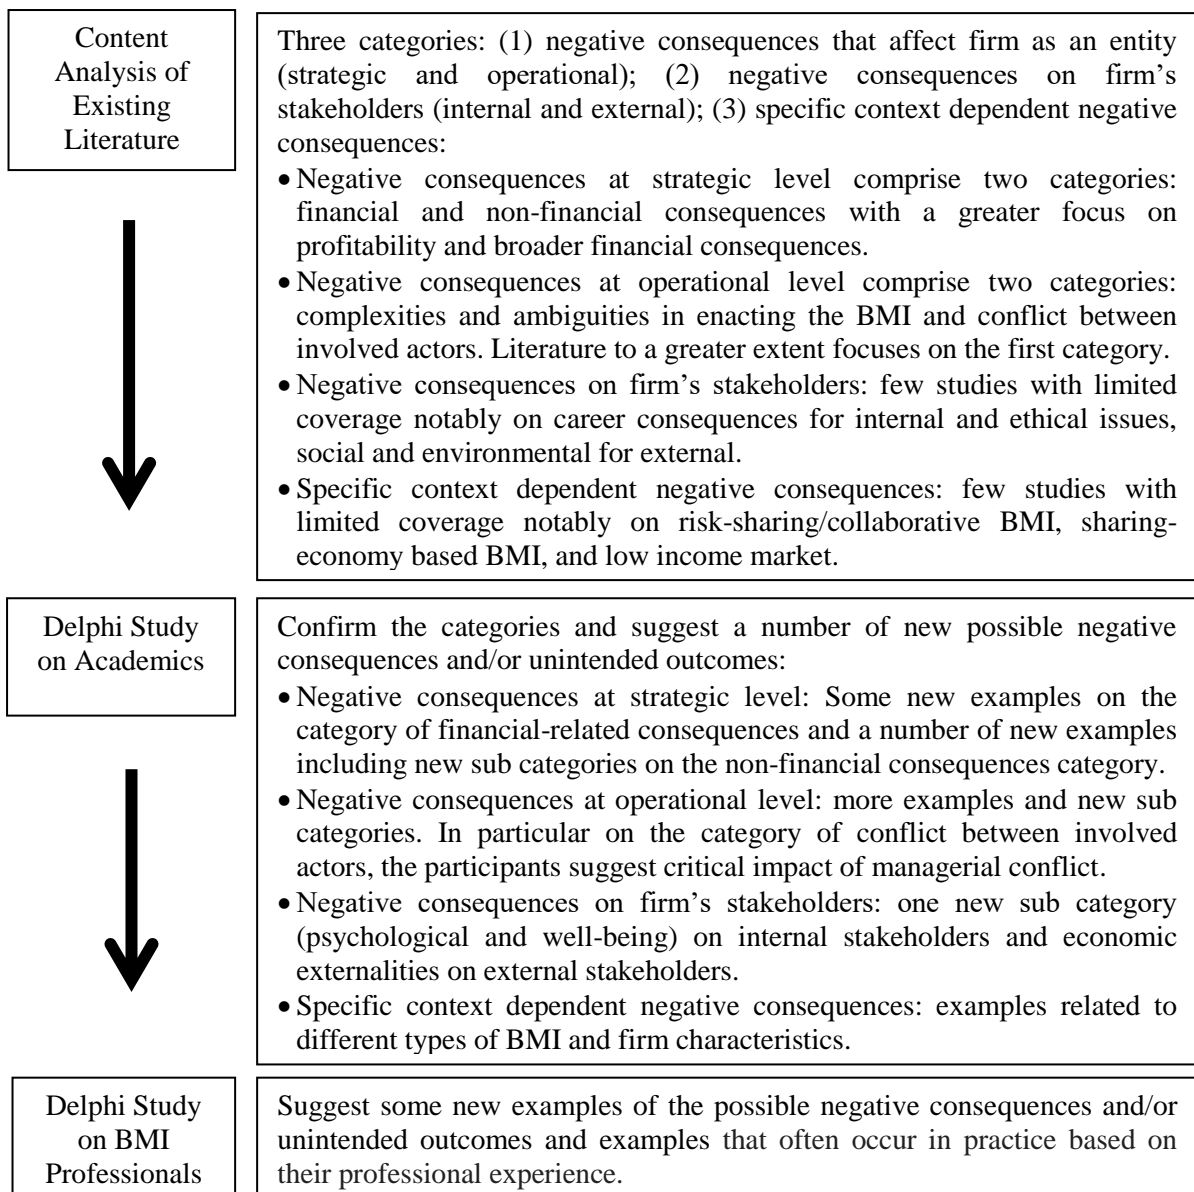 Content
Analysis of
Existing
Literature
Three categories: (1) negative consequences that affect firm as an entity
(strategic and operational); (2) negative consequences on firm's
stakeholders (internal and external); (3) specific context dependent negative
consequences:
• Negative consequences at strategic level comprise two categories:
financial and non-financial consequences with a greater focus on
profitability and broader financial consequences.
• Negative consequences at operational level comprise two categories:
complexities and ambiguities in enacting the BMI and conflict between
involved actors. Literature to a greater extent focuses on the first category.
• Negative consequences on firm's stakeholders: few studies with limited
coverage notably on career consequences for internal and ethical issues,
social and environmental for external.
• Specific context dependent negative consequences: few studies with
limited coverage notably on risk-sharing/collaborative BMI, sharing-
economy based BMI, and low income market.
Delphi Study
on Academics
Confirm the categories and suggest a number of new possible negative
consequences and/or unintended outcomes:
• Negative consequences at strategic level: Some new examples on the
category of financial-related consequences and a number of new examples
including new sub categories on the non-financial consequences category.
• Negative consequences at operational level: more examples and new sub
categories. In particular on the category of conflict between involved
actors, the participants suggest critical impact of managerial conflict.
• Negative consequences on firm's stakeholders: one new sub category
(psychological and well-being) on internal stakeholders and economic
externalities on external stakeholders.
• Specific context dependent negative consequences: examples related to
different types of BMI and firm characteristics.
Delphi Study
on BMI
Professionals
Suggest some new examples of the possible negative consequences and/or
unintended outcomes and examples that often occur in practice based on
their professional experience.